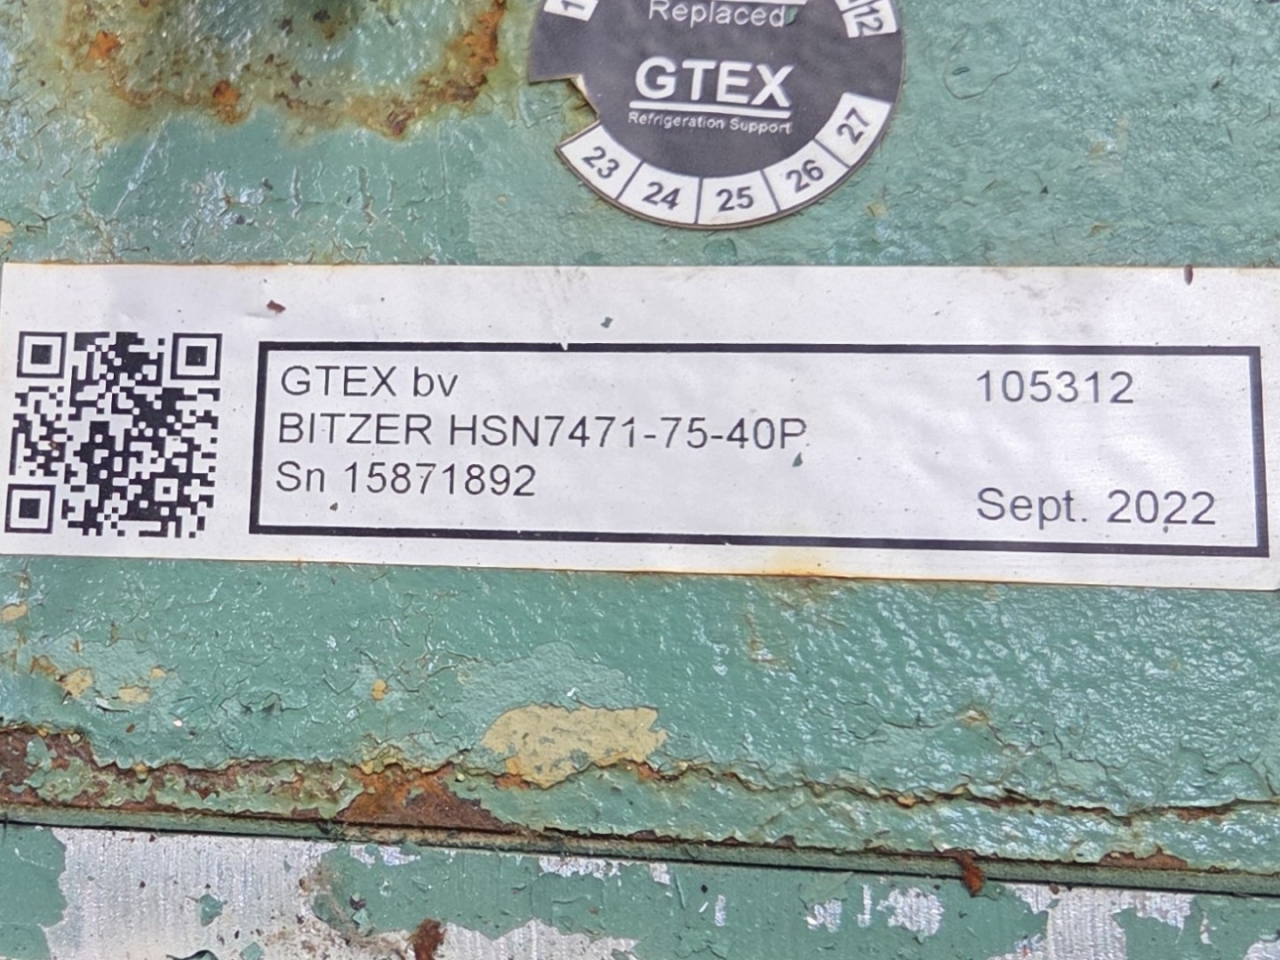 Replaced
GTEX
Refrigeration Support
12
23 24 25 26 27
GTEX bv 105312
BITZER HSN7471-75-40P
Sn 15871892
Sept. 2022